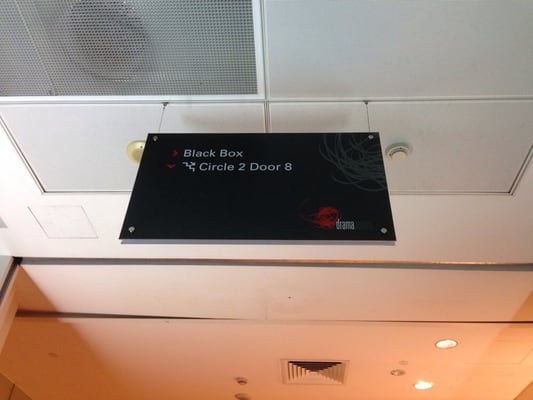 Black Box
Circle 2 Door 8
drama